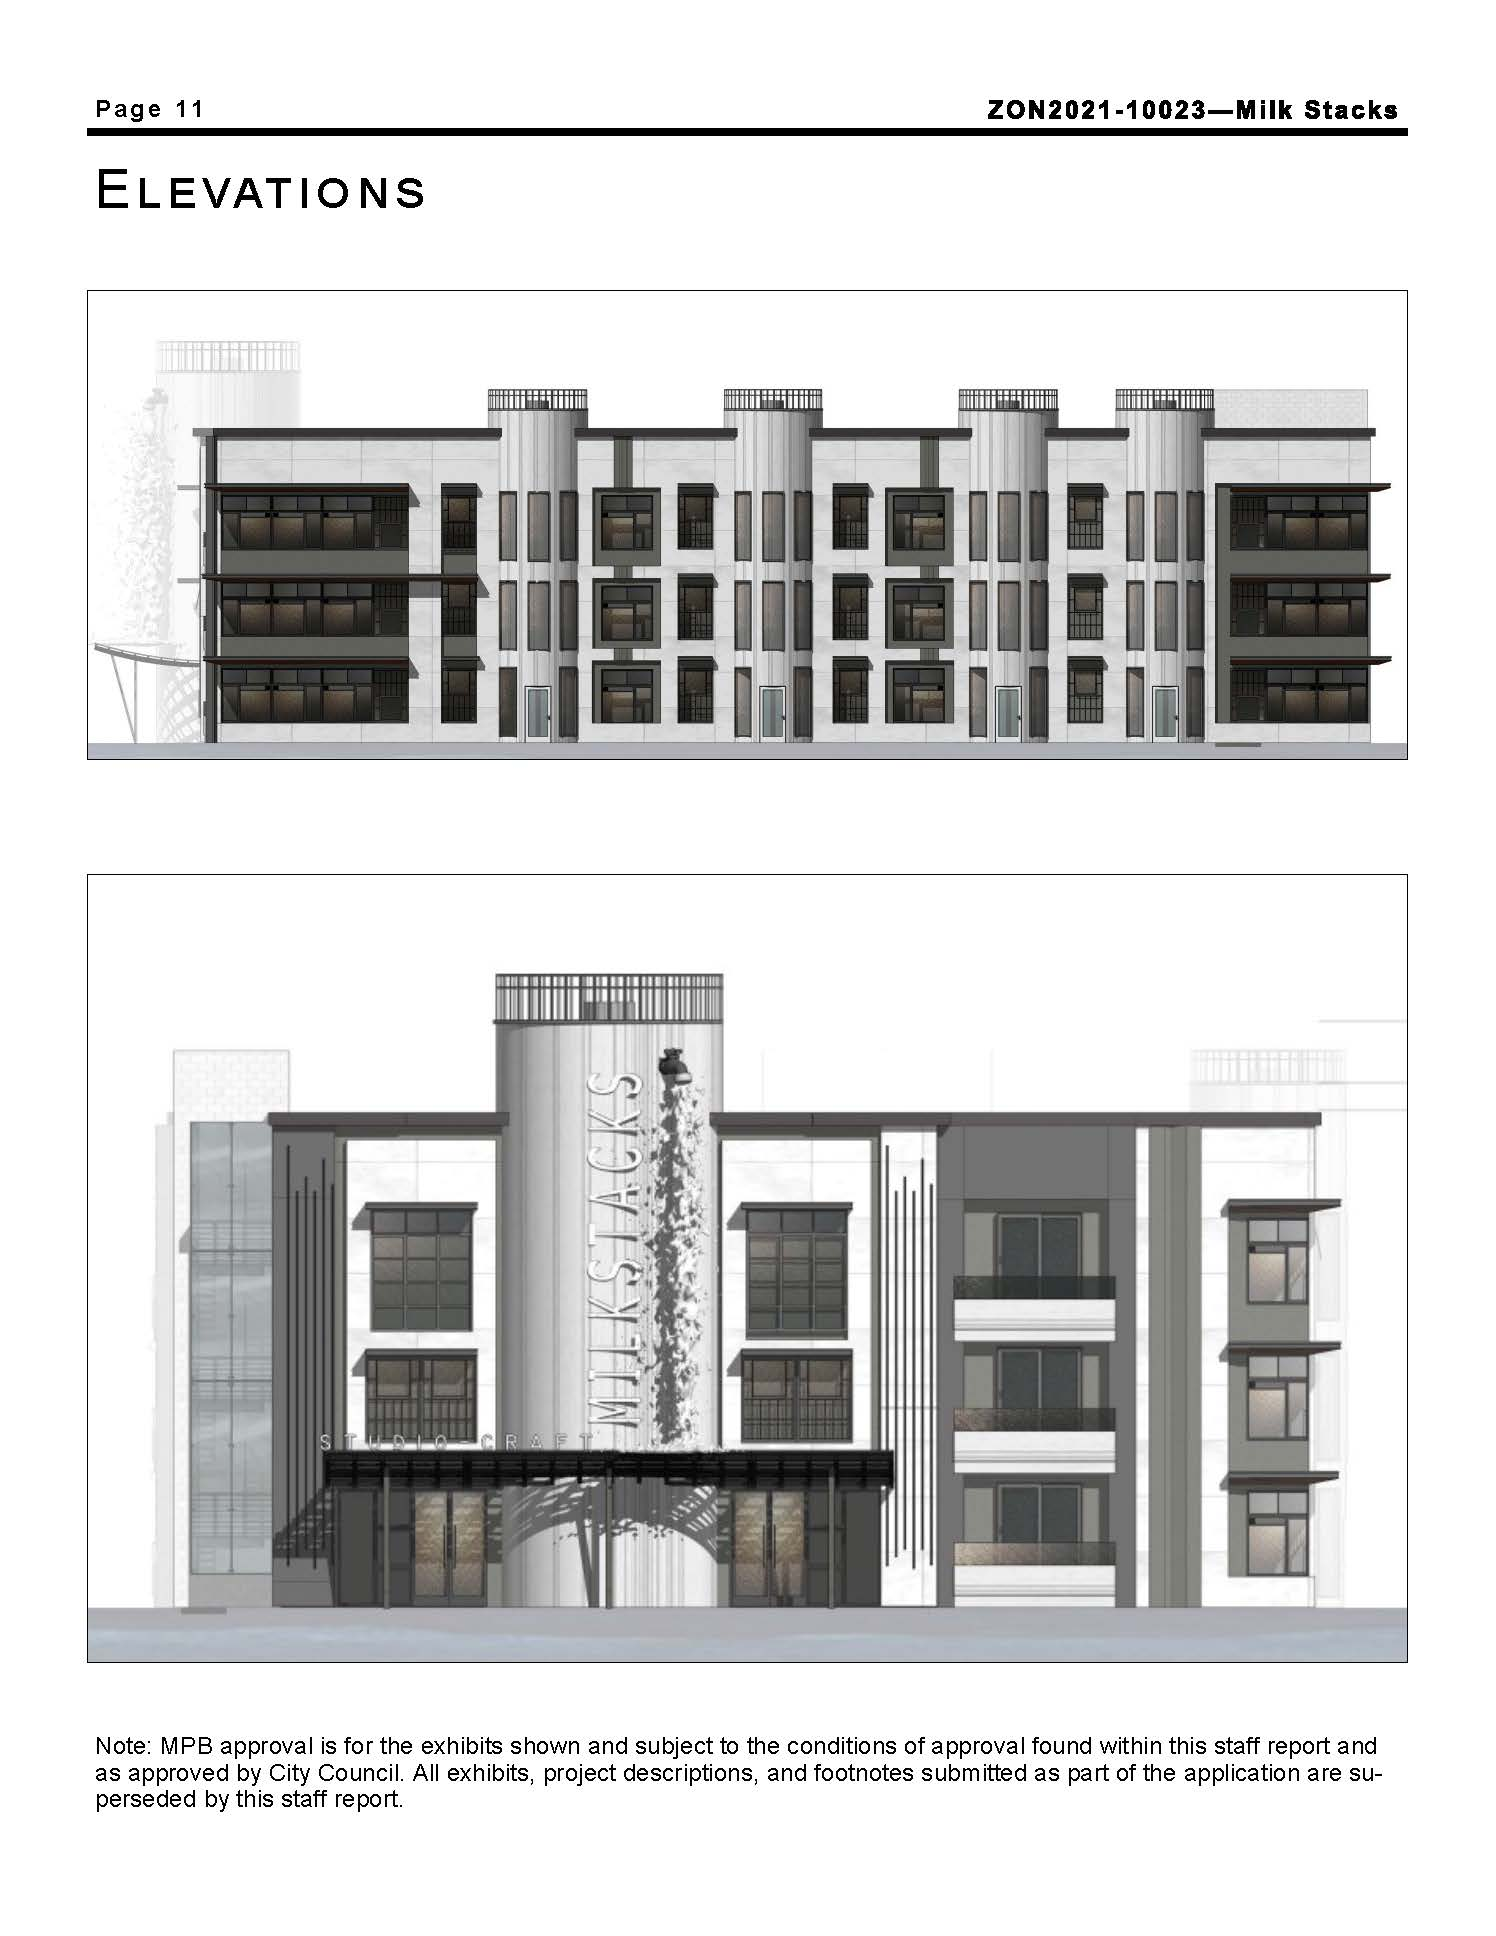 Page 11
ZON2021-10023—Milk Stacks
ELEVATIONS
MILKSTACKS
STUDIO-CRAFT
Note: MPB approval is for the exhibits shown and subject to the conditions of approval found within this staff report and
as approved by City Council. All exhibits, project descriptions, and footnotes submitted as part of the application are su-
perseded by this staff report.